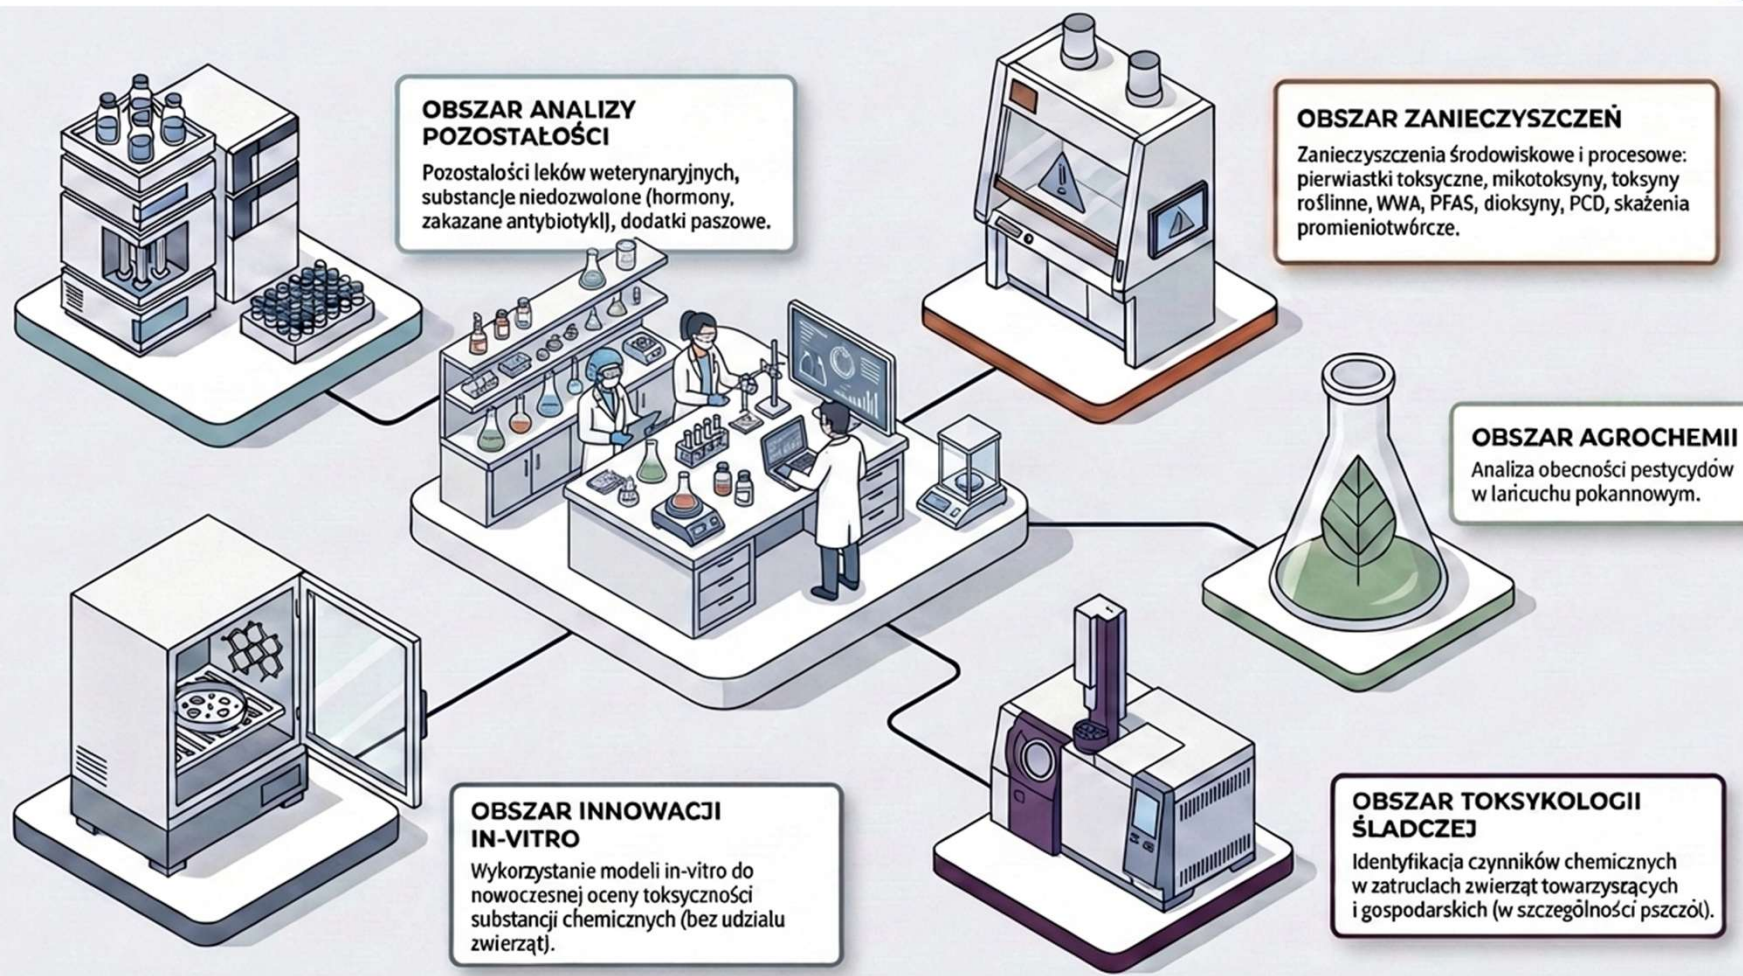 OBSZAR ANALIZY
POZOSTAŁOŚCI
Pozostalości leków weterynaryjnych,
substancje niedozwolone (hormony,
zakazane antybiotykl), dodatki paszowe.
OBSZAR ZANIECZYSZCZEŃ
Zanieczyszczenia środowiskowe i procesowe:
pierwiastki toksyczne, mikotoksyny, toksyny
roślinne, WWA, PFAS, dioksyny, PCD, skażenia
promieniotwórcze.
OBSZAR AGROCHEMII
Analiza obecności pestycydów
w laricuchu pokannowym.
OBSZAR INNOWACJI
IN-VITRO
Wykorzystanie modeli in-vitro do
nowoczesnej oceny toksyczności
substancji chemicznych (bez udzialu
zwierząt).
OBSZAR TOKSYKOLOGII
ŚLADCZEJ
Identyfikacja czynników chemicznych
w zatruclach zwierząt towarzyszących
i gospodarskich (w szczególności pszczół).